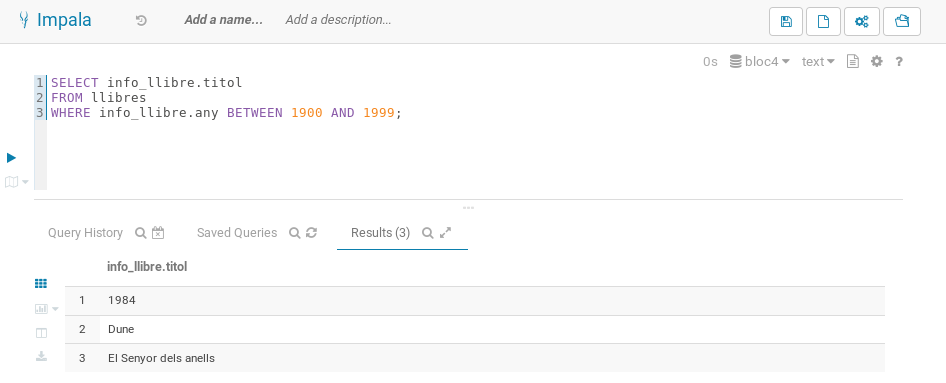 Impala
Add a name...
Add a description...
0s bloc4 text ?
1 SELECT info_llibre.titol
2 FROM llibres
3 WHERE info_llibre.any BETWEEN 1900 AND 1999;
Query History Saved Queries Results (3)
info_llibre.titol
1 1984
2 Dune
3 El Senyor dels anells